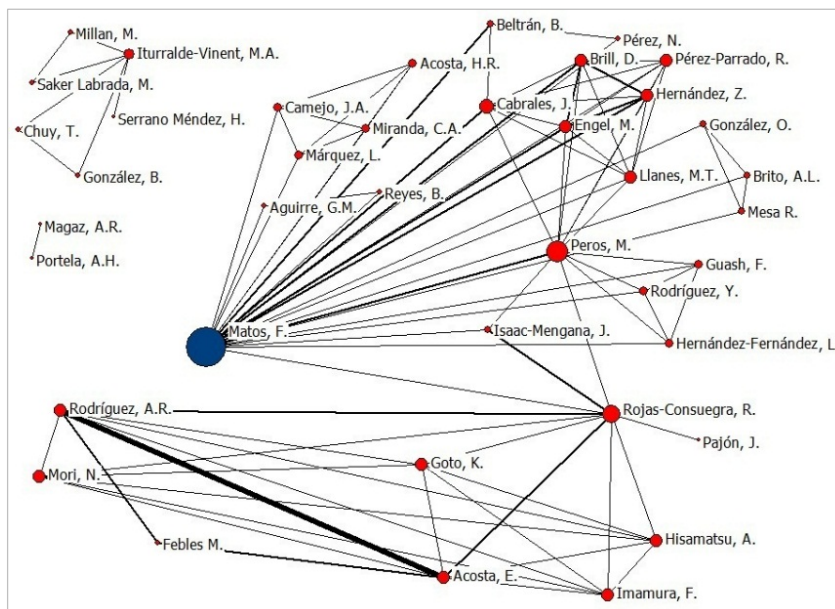 Millan, M.
Beltrán, B.
Pérez, N.
Iturralde-Vinent, M.A.
Acosta, H.R.
Brill, D.
Pérez-Parrado, R.
Saker Labrada, M.
Hernández, Z.
Camejo, J.A.
Cabrales, J.
Serrano Méndez, H.
Miranda, C.A.
Engel, M.
González, O.
Chuy, T.
Márquez, L.
González, B.
Llanes, M.T.
Brito, A.L.
Reyes, B.
Aguirre, G.M.
Mesa R.
Magaz, A.R.
Peros, M.
Portela, A.H.
Guash, F.
Rodríguez, Y.
Matos, F.
Isaac-Mengana, J.
Hernández-Fernández, L
Rodríguez, A.R.
Rojas-Consuegra, R.
Pajón, J.
Goto, K.
Mori, N.
Hisamatsu, A.
Febles M.
Acosta, E.
Imamura, F.